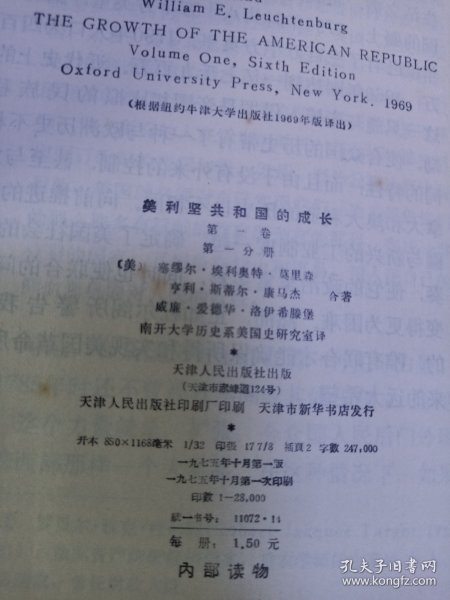 William E. Leuchtenburg
THE GROWTH OF THE AMERICAN REPUBLIC
Volume One, Sixth Edition
Oxford University Press, New York. 1969
(根据纽约牛津大学出版社1969年版译出)
美利坚共和国的成长
第一卷
第一分册
〔美〕 塞缪尔·埃利奥特·莫里森
亨利·斯蒂尔·康马杰 合著
威廉·爱德华·洛伊希滕堡
南开大学历史系美国史研究室译
*
天津人民出版社出版
(天津市赤峰道124号)
天津人民出版社印刷厂印刷 天津市新华书店发行
*
开本 850×1168毫米 1/32 印张 17 7/8 插页2 字数 247,000
一九七五年十月第一版
一九七五年十月第一次印刷
印数 1-28,000
统一书号: 11072·14
每 册: 1.50 元
内部读物
孔夫子旧书网
www.kongfz.com